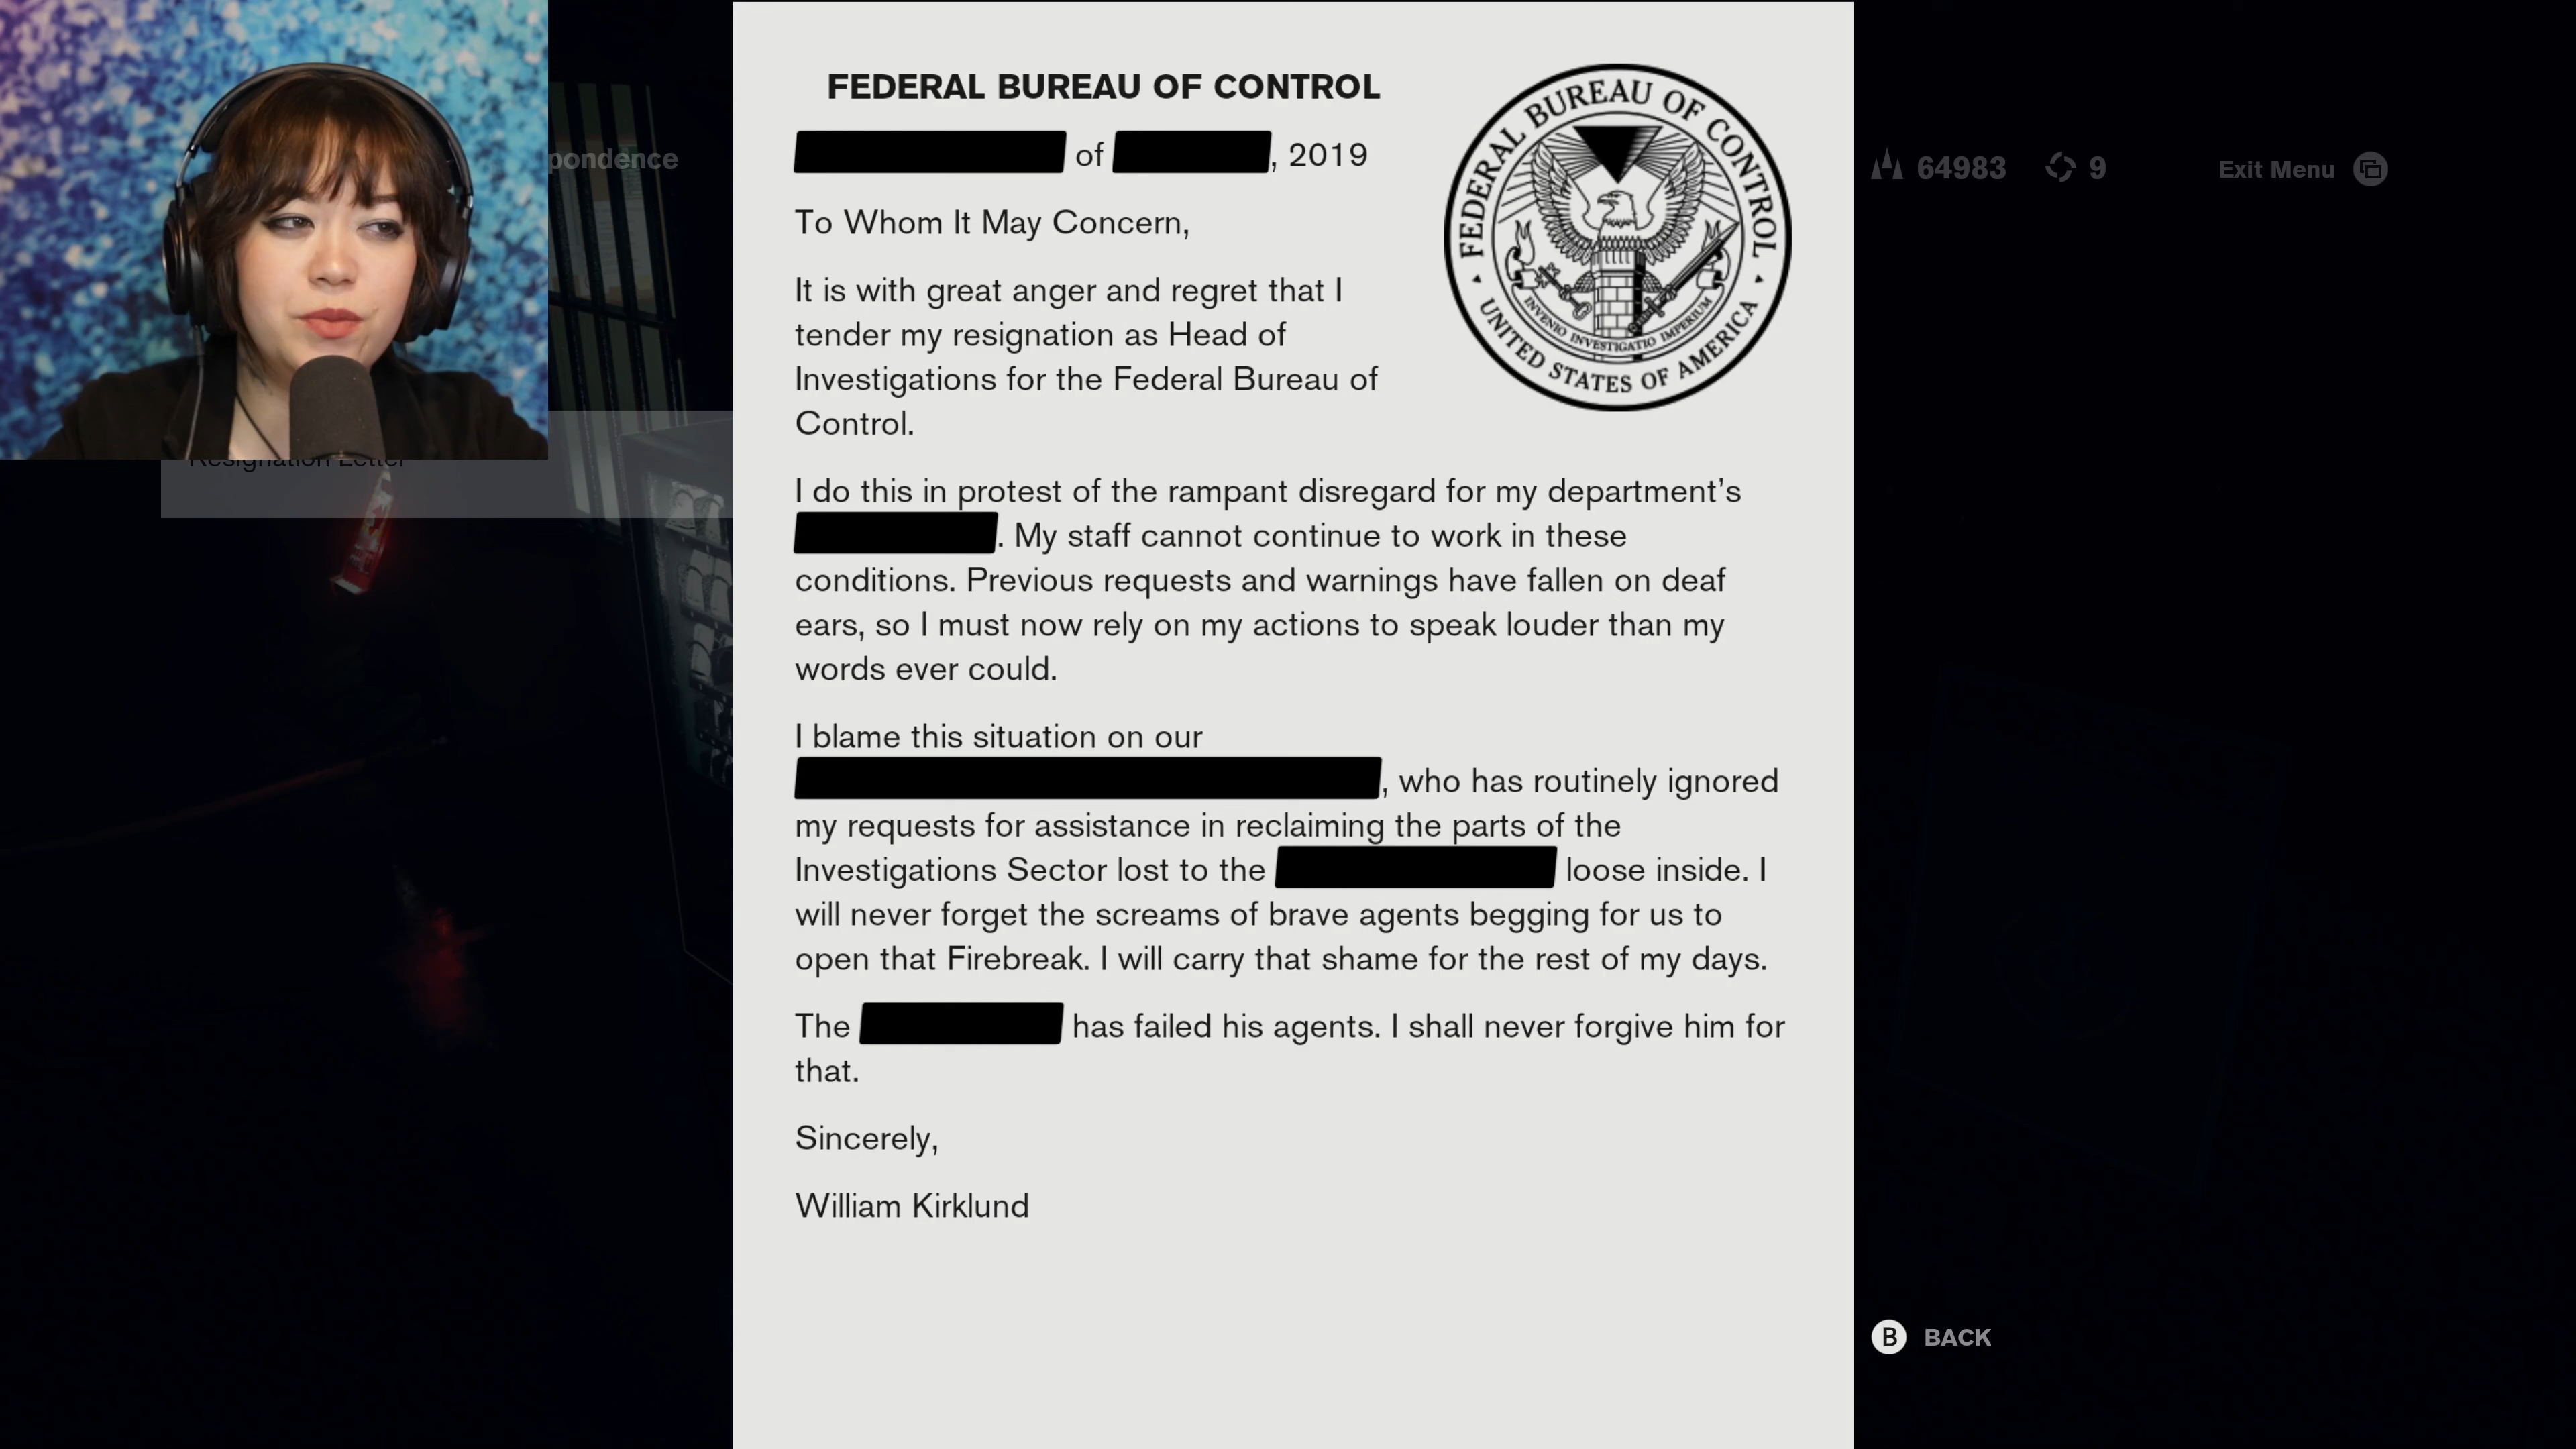 FEDERAL BUREAU OF CONTROL
of , 2019
To Whom It May Concern,
It is with great anger and regret that I
tender my resignation as Head of
Investigations for the Federal Bureau of
Control.
I do this in protest of the rampant disregard for my department’s
. My staff cannot continue to work in these
conditions. Previous requests and warnings have fallen on deaf
ears, so I must now rely on my actions to speak louder than my
words ever could.
I blame this situation on our
, who has routinely ignored
my requests for assistance in reclaiming the parts of the
Investigations Sector lost to the loose inside. I
will never forget the screams of brave agents begging for us to
open that Firebreak. I will carry that shame for the rest of my days.
The has failed his agents. I shall never forgive him for
that.
Sincerely,
William Kirklund
FEDERAL BUREAU OF CONTROL
UNITED STATES OF AMERICA
INVENIO INVESTIGATIO IMPERIUM
pondence
Resignation Letter
64983
9
Exit Menu
B BACK